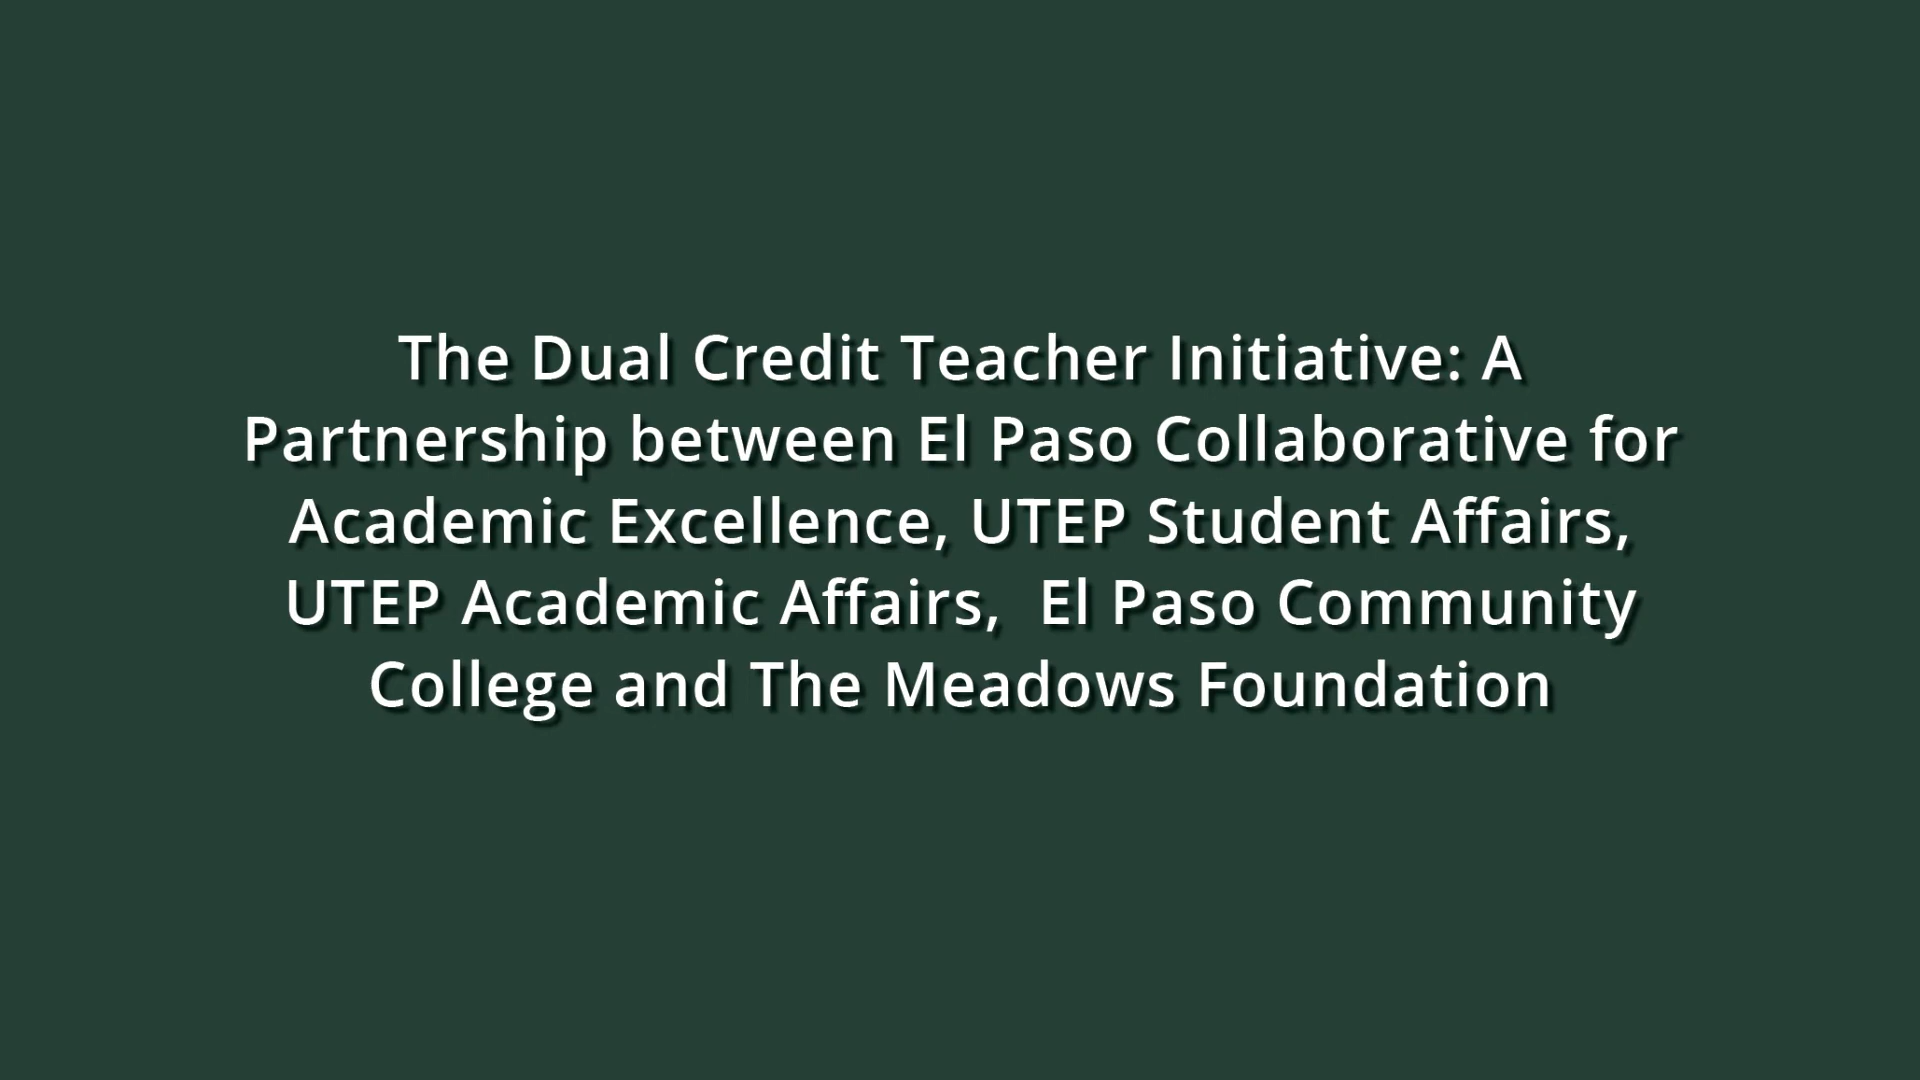 The Dual Credit Teacher Initiative: A
Partnership between El Paso Collaborative for
Academic Excellence, UTEP Student Affairs,
UTEP Academic Affairs,  El Paso Community
College and The Meadows Foundation